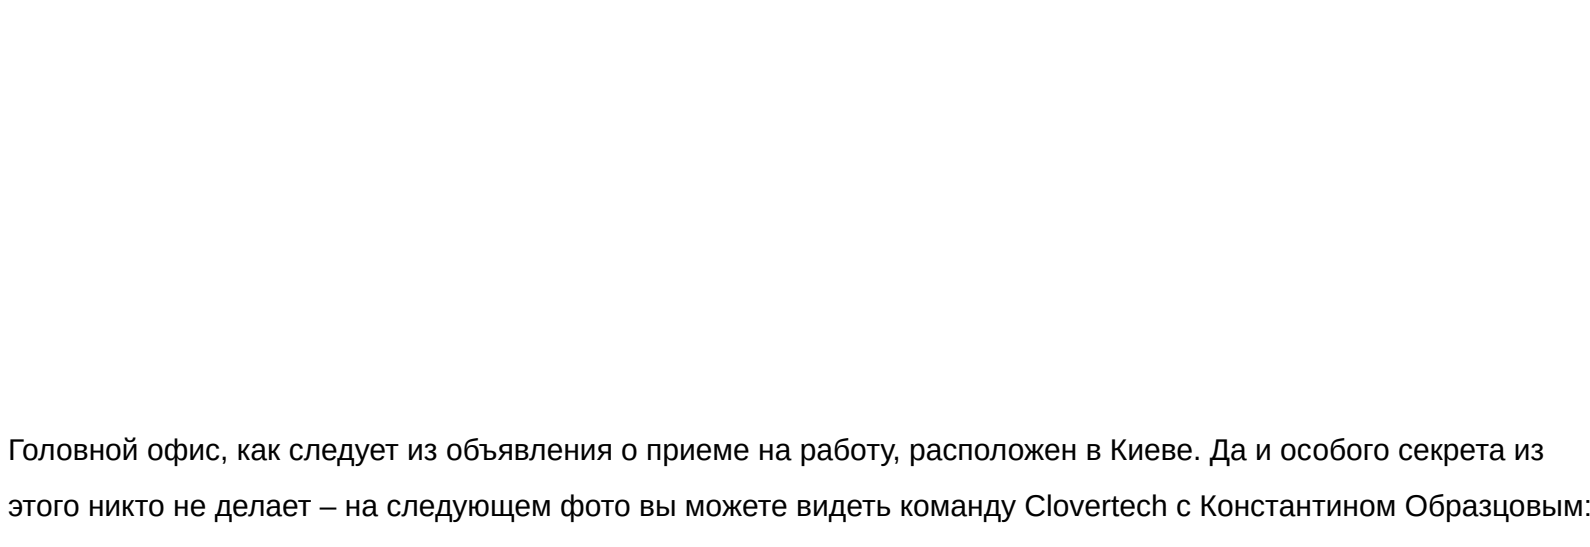 Головной офис, как следует из объявления о приеме на работу, расположен в Киеве. Да и особого секрета из
этого никто не делает – на следующем фото вы можете видеть команду Clovertech с Константином Образцовым: